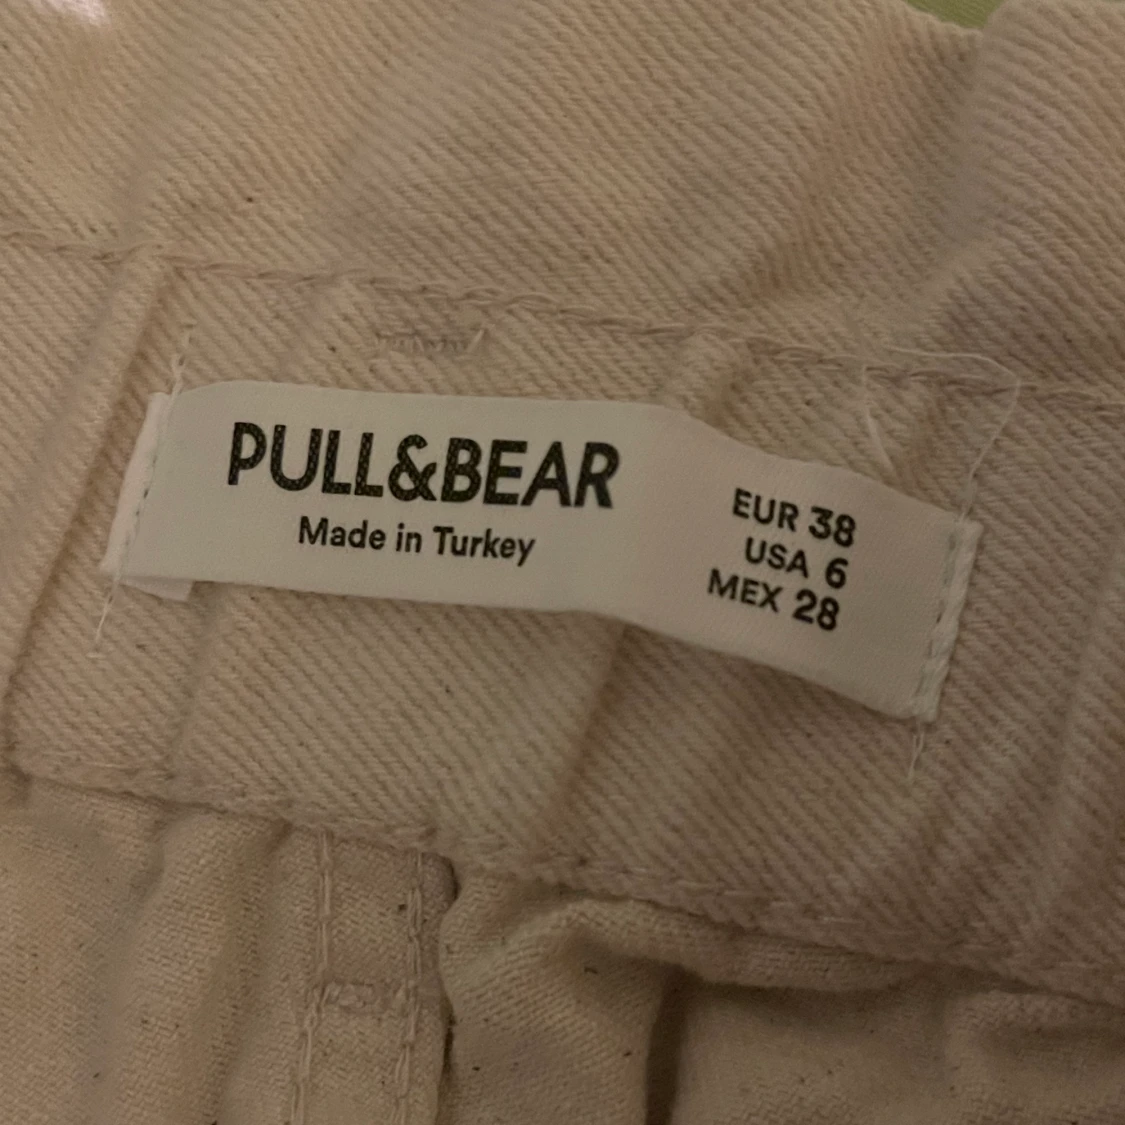 PULL&BEAR
Made in Turkey
EUR 38
USA 6
MEX 28